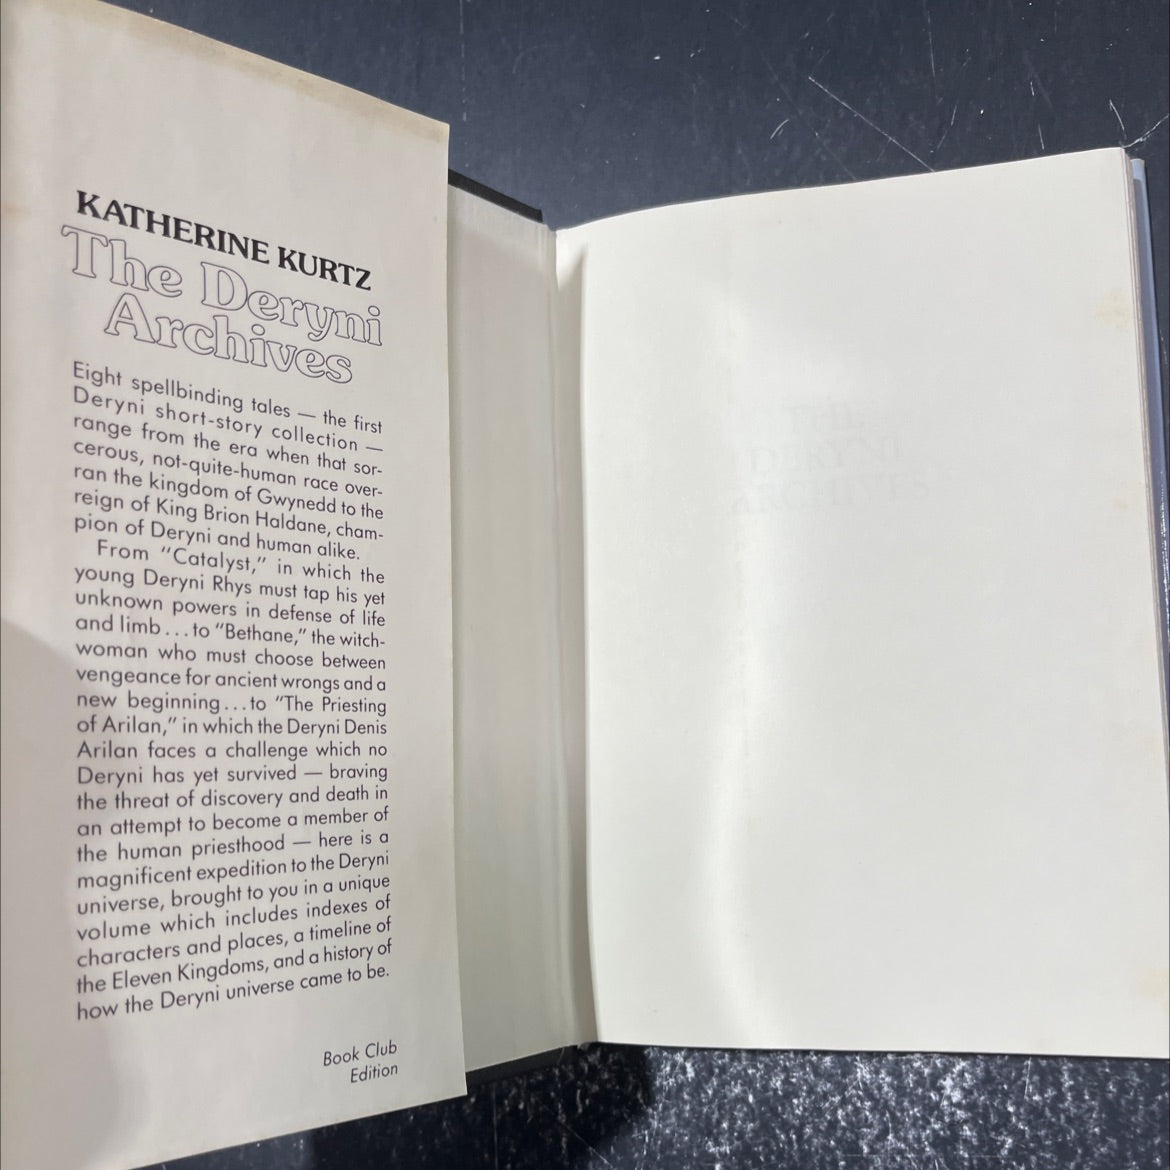 KATHERINE KURTZ
The Deryni
Archives
Eight spellbinding tales — the first
Deryni short-story collection —
range from the era when that sor-
cerous, not-quite-human race over-
ran the kingdom of Gwynedd to the
reign of King Brion Haldane, cham-
pion of Deryni and human alike.
From "Catalyst," in which the
young Deryni Rhys must tap his yet
unknown powers in defense of life
and limb...to "Bethane," the witch-
woman who must choose between
vengeance for ancient wrongs and a
new beginning...to "The Priesting
of Arilan," in which the Deryni Denis
Arilan faces a challenge which no
Deryni has yet survived — braving
the threat of discovery and death in
an attempt to become a member of
the human priesthood — here is a
magnificent expedition to the Deryni
universe, brought to you in a unique
volume which includes indexes of
characters and places, a timeline of
the Eleven Kingdoms, and a history of
how the Deryni universe came to be.
Book Club
Edition
THE
DERYNI
ARCHIVES